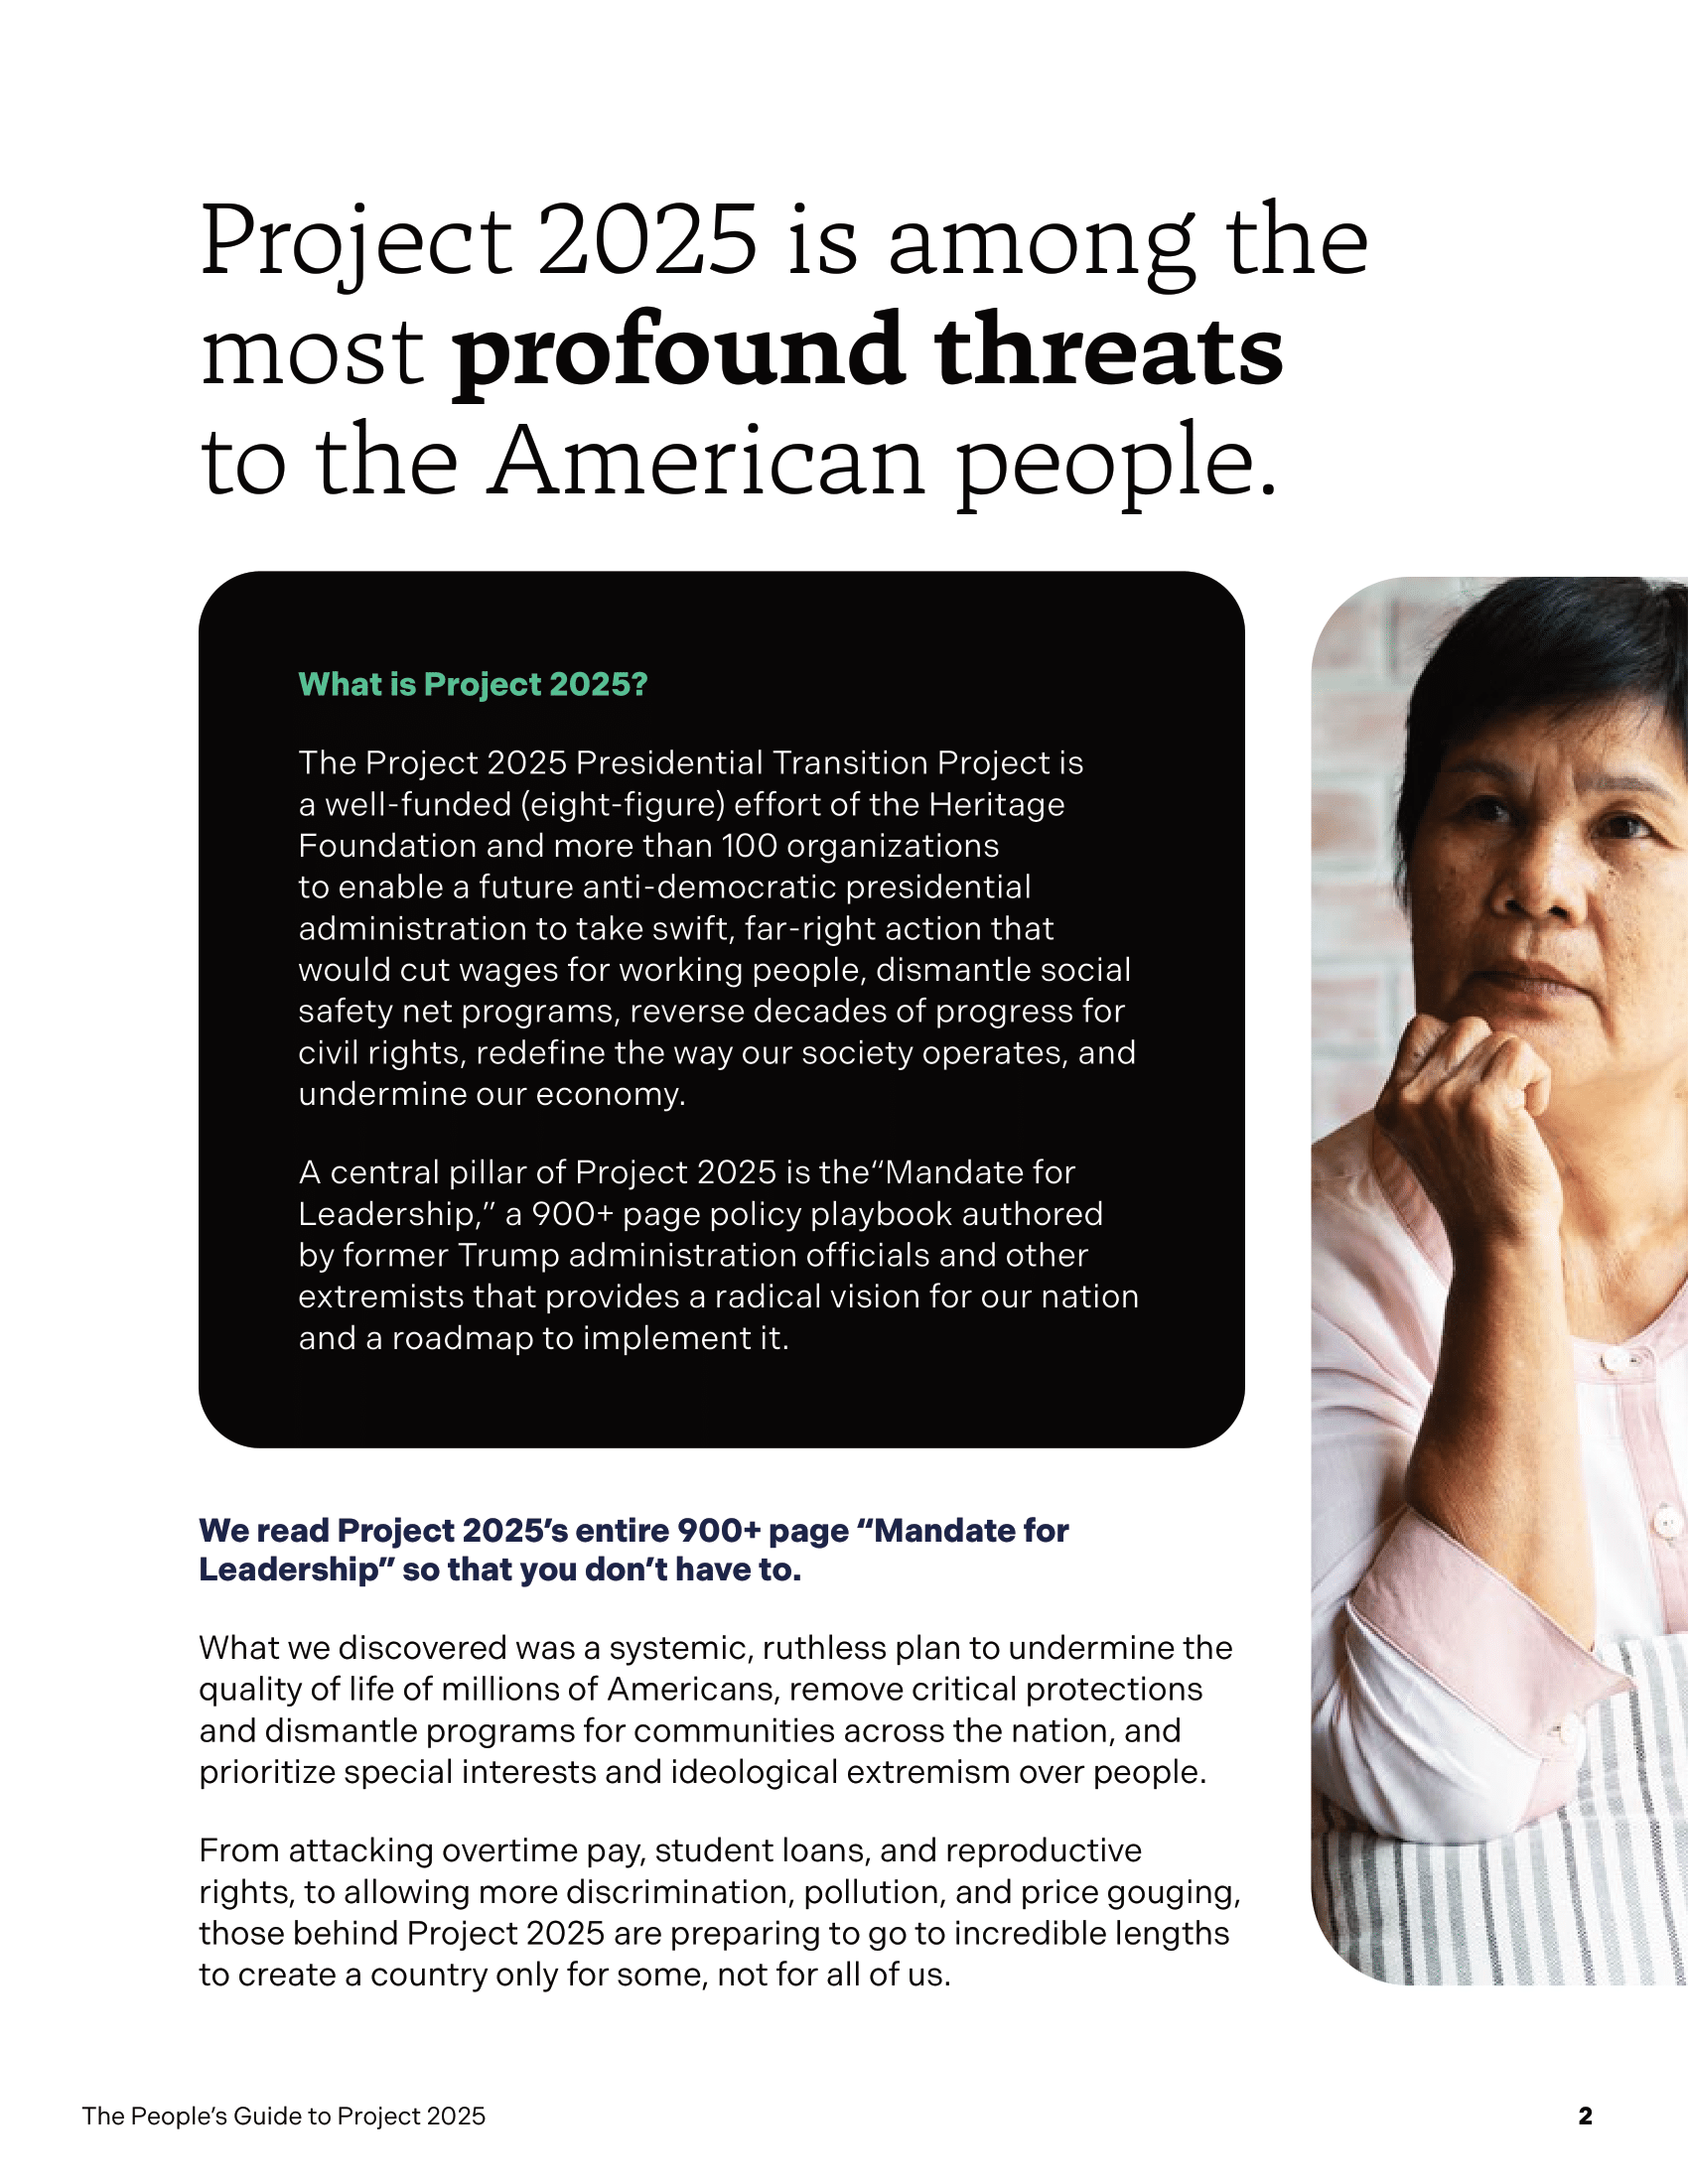 Project 2025 is among the
most profound threats
to the American people.
What is Project 2025?
The Project 2025 Presidential Transition Project is
a well-funded (eight-figure) effort of the Heritage
Foundation and more than 100 organizations
to enable a future anti-democratic presidential
administration to take swift, far-right action that
would cut wages for working people, dismantle social
safety net programs, reverse decades of progress for
civil rights, redefine the way our society operates, and
undermine our economy.
A central pillar of Project 2025 is the“Mandate for
Leadership,” a 900+ page policy playbook authored
by former Trump administration officials and other
extremists that provides a radical vision for our nation
and a roadmap to implement it.
We read Project 2025’s entire 900+ page “Mandate for
Leadership” so that you don’t have to.
What we discovered was a systemic, ruthless plan to undermine the
quality of life of millions of Americans, remove critical protections
and dismantle programs for communities across the nation, and
prioritize special interests and ideological extremism over people.
From attacking overtime pay, student loans, and reproductive
rights, to allowing more discrimination, pollution, and price gouging,
those behind Project 2025 are preparing to go to incredible lengths
to create a country only for some, not for all of us.
The People’s Guide to Project 2025
2